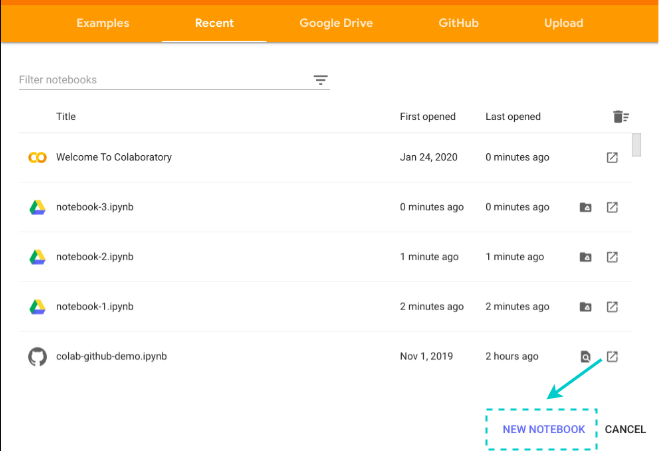 Examples Recent Google Drive GitHub Upload
Filter notebooks
Title First opened Last opened
Welcome To Colaboratory Jan 24, 2020 0 minutes ago
notebook-3.ipynb 0 minutes ago 0 minutes ago
notebook-2.ipynb 1 minute ago 1 minute ago
notebook-1.ipynb 2 minutes ago 2 minutes ago
colab-github-demo.ipynb Nov 1, 2019 2 hours ago
NEW NOTEBOOK CANCEL